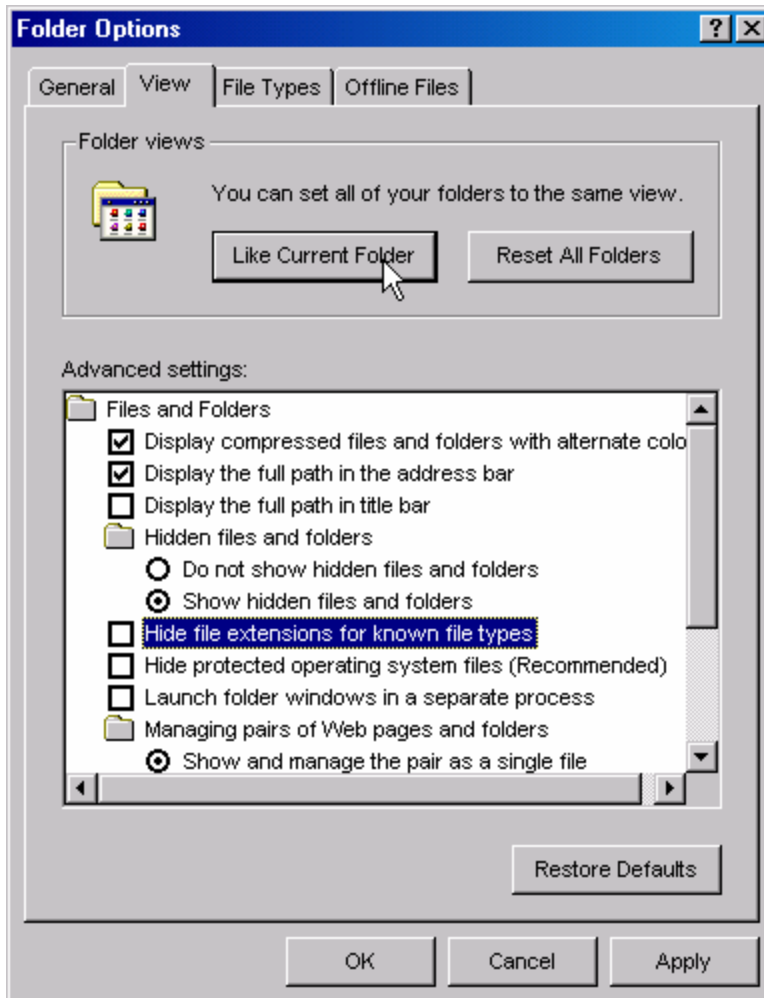 Folder Options
General View File Types Offline Files
Folder views
You can set all of your folders to the same view.
Like Current Folder Reset All Folders
Advanced settings:
Files and Folders
Display compressed files and folders with alternate colo
Display the full path in the address bar
Display the full path in title bar
Hidden files and folders
Do not show hidden files and folders
Show hidden files and folders
Hide file extensions for known file types
Hide protected operating system files (Recommended)
Launch folder windows in a separate process
Managing pairs of Web pages and folders
Show and manage the pair as a single file
Restore Defaults
OK Cancel Apply